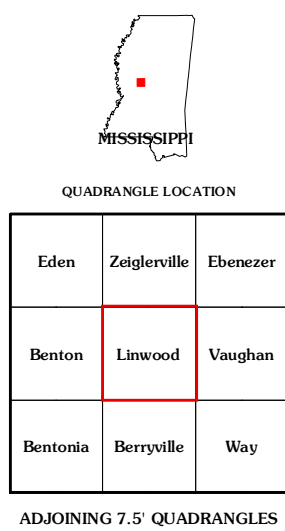 MISSISSIPPI
QUADRANGLE LOCATION
Eden Zeiglerville Ebenezer
Benton Linwood Vaughan
Bentonia Berryville Way
ADJOINING 7.5' QUADRANGLES